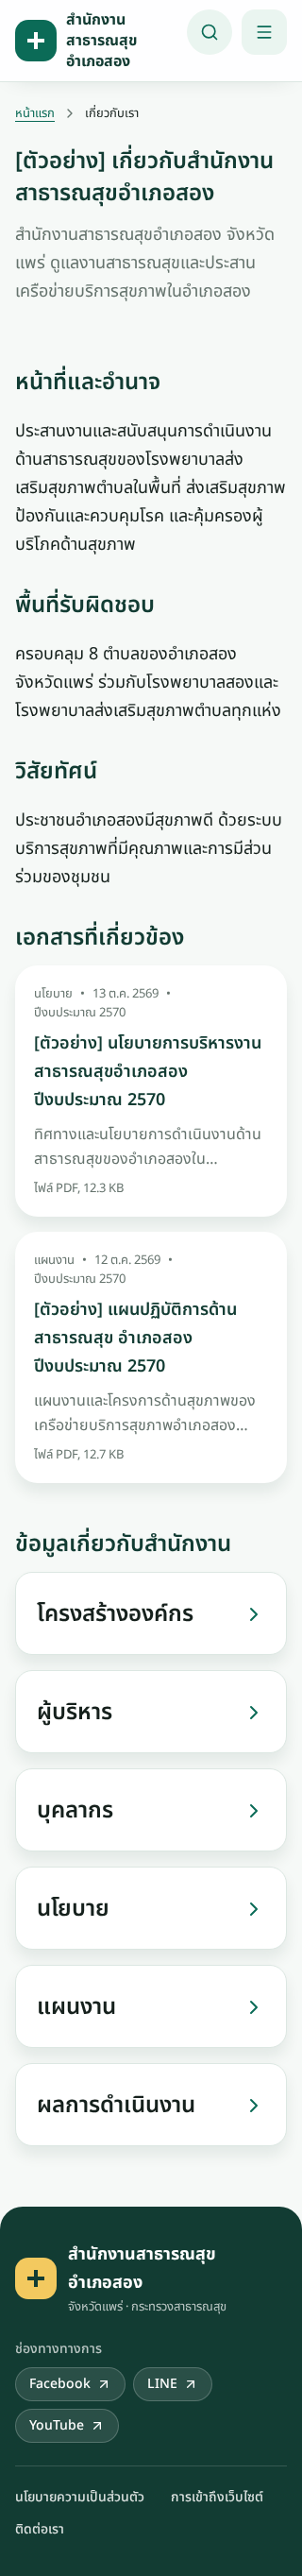 สำนักงาน
สาธารณสุข
อำเภอสอง
หน้าแรก
เกี่ยวกับเรา
[ตัวอย่าง] เกี่ยวกับสำนักงาน
สาธารณสุขอำเภอสอง
สำนักงานสาธารณสุขอำเภอสอง จังหวัด
แพร่ ดูแลงานสาธารณสุขและประสาน
เครือข่ายบริการสุขภาพในอำเภอสอง
หน้าที่และอำนาจ
ประสานงานและสนับสนุนการดำเนินงาน
ด้านสาธารณสุขของโรงพยาบาลส่ง
เสริมสุขภาพตำบลในพื้นที่ ส่งเสริมสุขภาพ
ป้องกันและควบคุมโรค และคุ้มครองผู้
บริโภคด้านสุขภาพ
พื้นที่รับผิดชอบ
ครอบคลุม 8 ตำบลของอำเภอสอง
จังหวัดแพร่ ร่วมกับโรงพยาบาลสองและ
โรงพยาบาลส่งเสริมสุขภาพตำบลทุกแห่ง
วิสัยทัศน์
ประชาชนอำเภอสองมีสุขภาพดี ด้วยระบบ
บริการสุขภาพที่มีคุณภาพและการมีส่วน
ร่วมของชุมชน
เอกสารที่เกี่ยวข้อง
นโยบาย • 13 ต.ค. 2569 •
ปีงบประมาณ 2570
[ตัวอย่าง] นโยบายการบริหารงาน
สาธารณสุขอำเภอสอง
ปีงบประมาณ 2570
ทิศทางและนโยบายการดำเนินงานด้าน
สาธารณสุขของอำเภอสองใน...
ไฟล์ PDF, 12.3 KB
แผนงาน • 12 ต.ค. 2569 •
ปีงบประมาณ 2570
[ตัวอย่าง] แผนปฏิบัติการด้าน
สาธารณสุข อำเภอสอง
ปีงบประมาณ 2570
แผนงานและโครงการด้านสุขภาพของ
เครือข่ายบริการสุขภาพอำเภอสอง...
ไฟล์ PDF, 12.7 KB
ข้อมูลเกี่ยวกับสำนักงาน
โครงสร้างองค์กร
ผู้บริหาร
บุคลากร
นโยบาย
แผนงาน
ผลการดำเนินงาน
สำนักงานสาธารณสุข
อำเภอสอง
จังหวัดแพร่ · กระทรวงสาธารณสุข
ช่องทางทางการ
Facebook
LINE
YouTube
นโยบายความเป็นส่วนตัว
การเข้าถึงเว็บไซต์
ติดต่อเรา